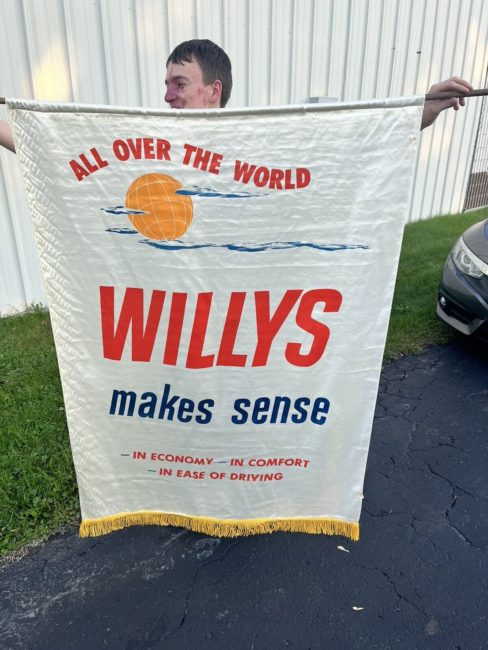 ALL OVER THE WORLD
WILLYS
makes sense
— IN ECONOMY — IN COMFORT
— IN EASE OF DRIVING